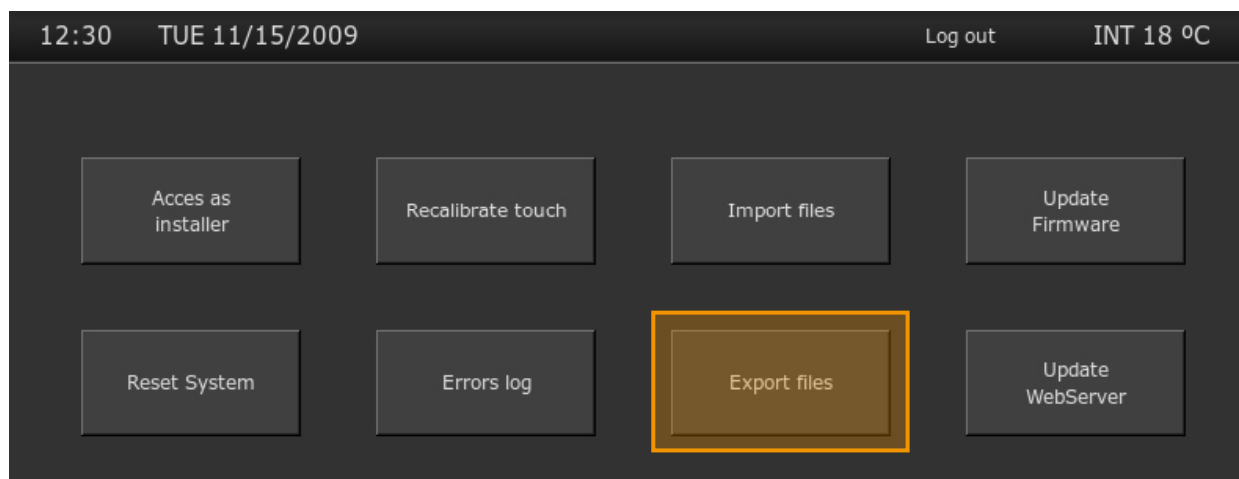 12:30 TUE 11/15/2009 Log out INT 18 ºC
Acces as
installer
Recalibrate touch
Import files
Update
Firmware
Reset System
Errors log
Export files
Update
WebServer